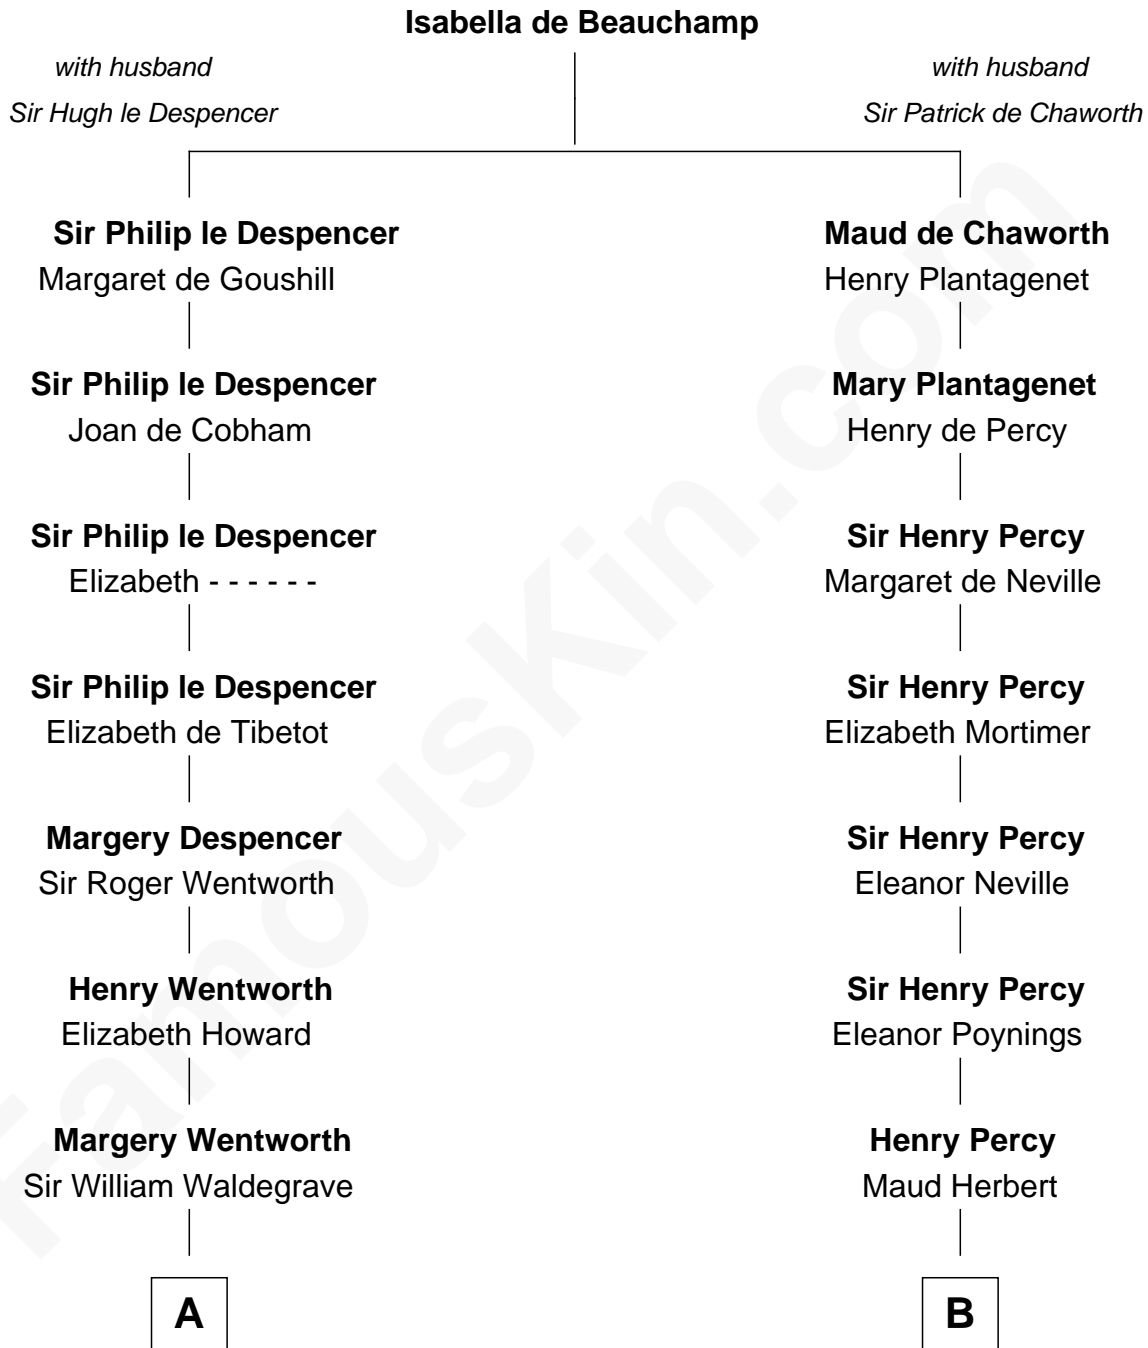 Isabella de Beauchamp
with husband
Sir Hugh le Despencer
with husband
Sir Patrick de Chaworth
Sir Philip le Despencer
Margaret de Goushill
Maud de Chaworth
Henry Plantagenet
Sir Philip le Despencer
Joan de Cobham
Mary Plantagenet
Henry de Percy
Sir Philip le Despencer
Elizabeth - - - - - -
Sir Henry Percy
Margaret de Neville
Sir Philip le Despencer
Elizabeth de Tibetot
Sir Henry Percy
Elizabeth Mortimer
Margery Despencer
Sir Roger Wentworth
Sir Henry Percy
Eleanor Neville
Henry Wentworth
Elizabeth Howard
Sir Henry Percy
Eleanor Poynings
Margery Wentworth
Sir William Waldegrave
Henry Percy
Maud Herbert
A
B
FamousKin.com